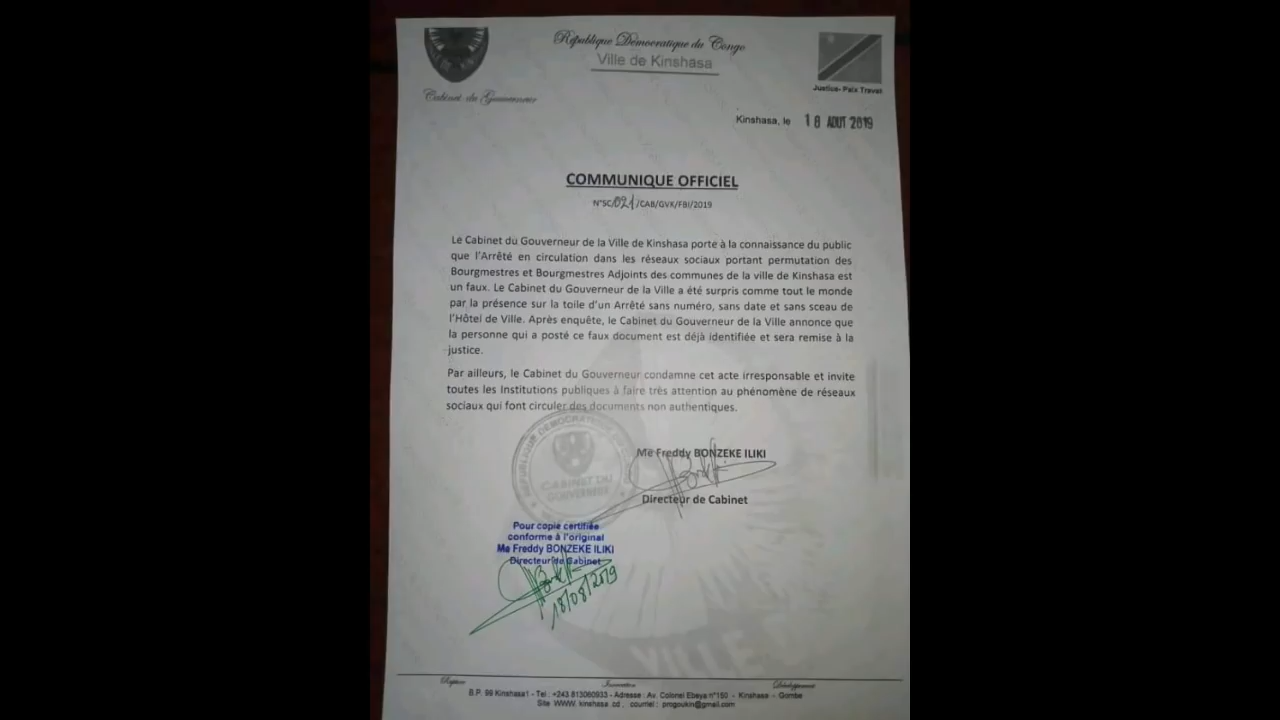 République Démocratique du Congo
Ville de Kinshasa
Cabinet du Gouverneur
Justice- Paix Travail
Kinshasa, le 18 AOUT 2019
COMMUNIQUE OFFICIEL
N°SC/021/CAB/GVK/FBI/2019
Le Cabinet du Gouverneur de la Ville de Kinshasa porte à la connaissance du public
que l'Arrêté en circulation dans les réseaux sociaux portant permutation des
Bourgmestres et Bourgmestres Adjoints des communes de la ville de Kinshasa est
un faux. Le Cabinet du Gouverneur de la Ville a été surpris comme tout le monde
par la présence sur la toile d'un Arrêté sans numéro, sans date et sans sceau de
l'Hôtel de Ville. Après enquête, le Cabinet du Gouverneur de la Ville annonce que
la personne qui a posté ce faux document est déjà identifiée et sera remise à la
justice.
Par ailleurs, le Cabinet du Gouverneur condamne cet acte irresponsable et invite
toutes les Institutions publiques à faire très attention au phénomène de réseaux
sociaux qui font circuler des documents non authentiques.
REPUBLIQUE DEMOCRATIQUE
CABINET DU
GOUVERNEUR
Me Freddy BONZEKE ILIKI
Directeur de Cabinet
Pour copie certifiée
conforme à l'original
Me Freddy BONZEKE ILIKI
Directeur de Cabinet
18/08/2019
VILLE D
Rupture Innovation Développement
B.P. 99 Kinshasa1 - Tel : +243 813060933 - Adresse : Av. Colonel Ebeya n°150 - Kinshasa - Gombe
Site WWW. kinshasa.cd , courriel : progoukin@gmail.com